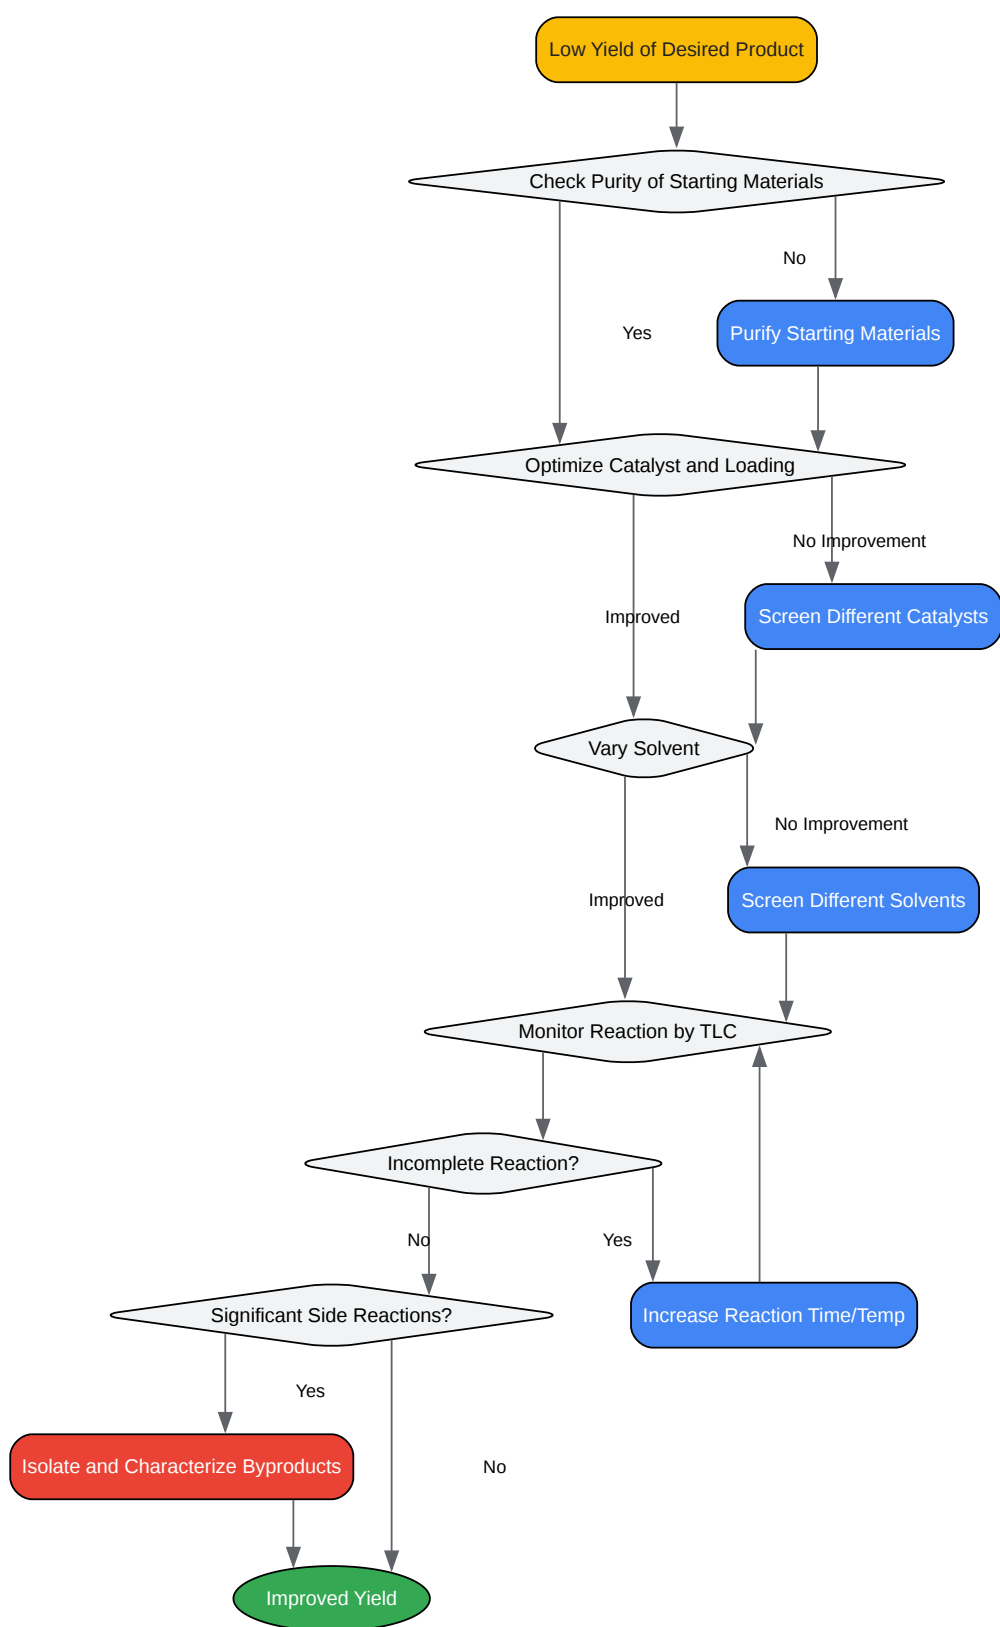 Low Yield of Desired Product
Check Purity of Starting Materials
No
Yes
Purify Starting Materials
Optimize Catalyst and Loading
No Improvement
Improved
Screen Different Catalysts
Vary Solvent
No Improvement
Improved
Screen Different Solvents
Monitor Reaction by TLC
Incomplete Reaction?
No
Yes
Significant Side Reactions?
Increase Reaction Time/Temp
Yes
Isolate and Characterize Byproducts
No
Improved Yield